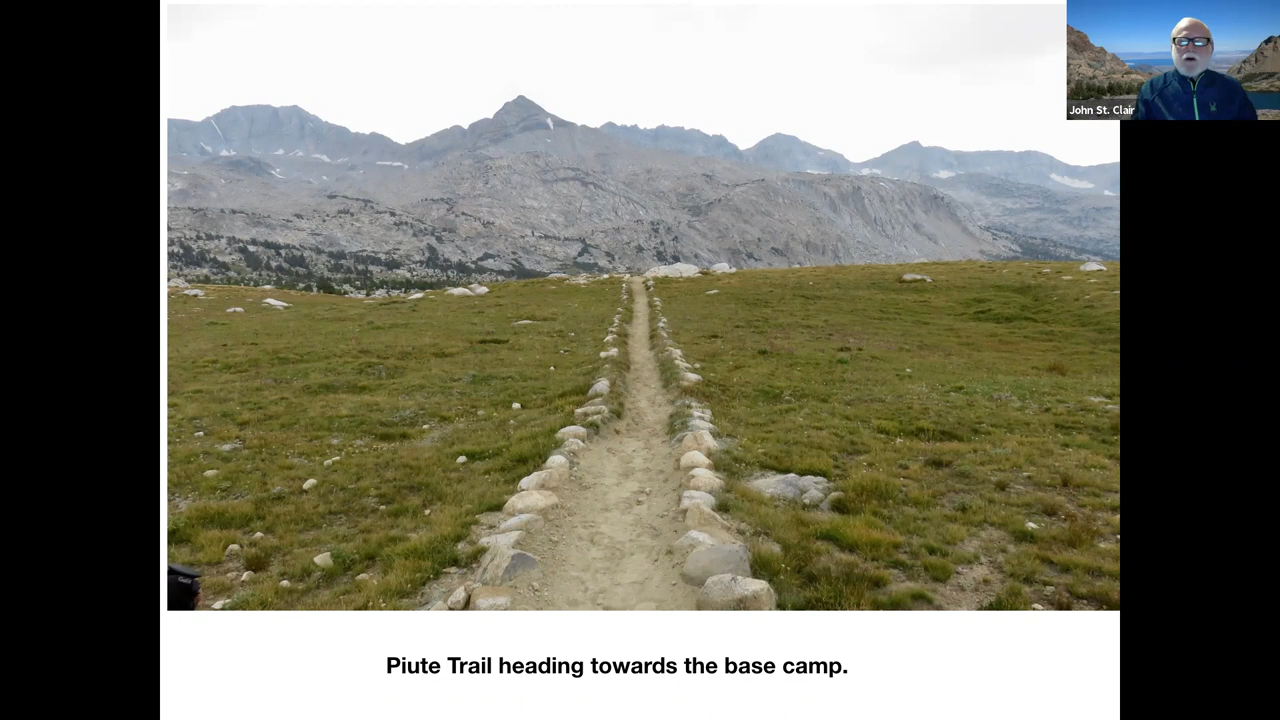 John St. Clair
Piute Trail heading towards the base camp.